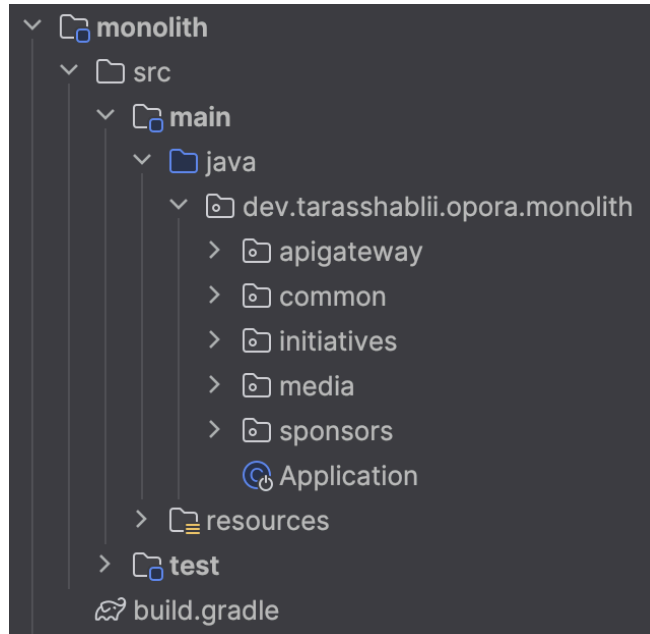 monolith
src
main
java
dev.tarasshablii.opora.monolith
apigateway
common
initiatives
media
sponsors
Application
resources
test
build.gradle